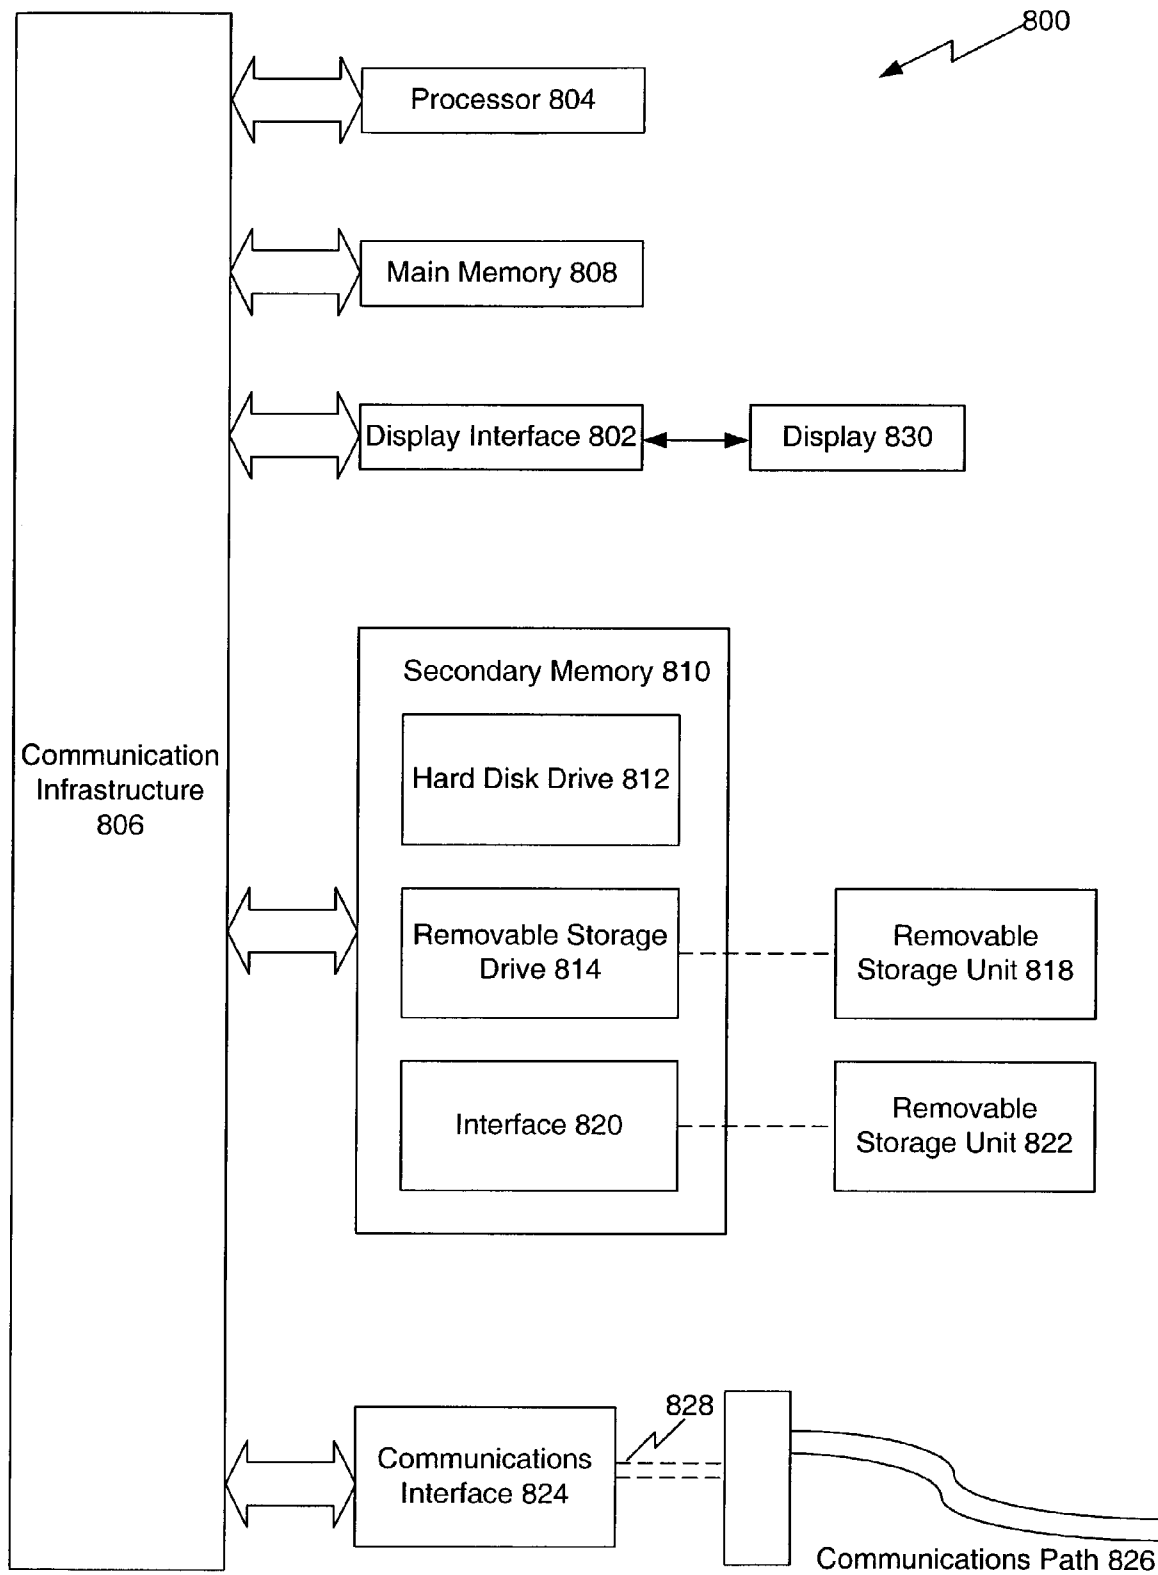 800
Processor 804
Main Memory 808
Display Interface 802
Display 830
Secondary Memory 810
Hard Disk Drive 812
Communication
Infrastructure
806
Removable Storage
Drive 814
Removable
Storage Unit 818
Interface 820
Removable
Storage Unit 822
828
Communications
Interface 824
Communications Path 826